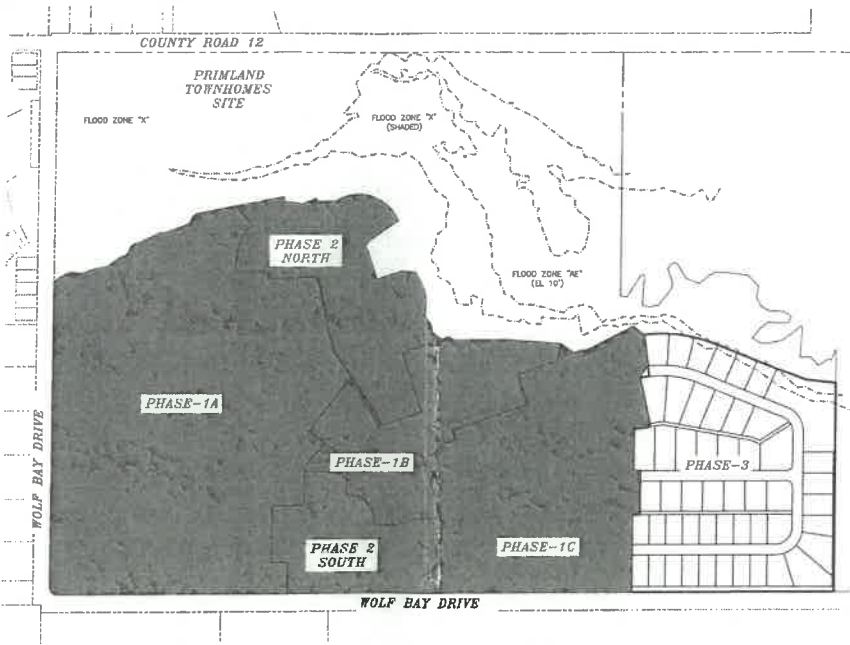 COUNTY ROAD 12
PRIMLAND
TOWNHOMES
SITE
FLOOD ZONE "X"
FLOOD ZONE "X"
(SHADED)
PHASE 2
NORTH
FLOOD ZONE "AE"
(EL 10')
PHASE-1A
WOLF BAY DRIVE
PHASE-1B
PHASE-3
PHASE 2
SOUTH
PHASE-1C
WOLF BAY DRIVE